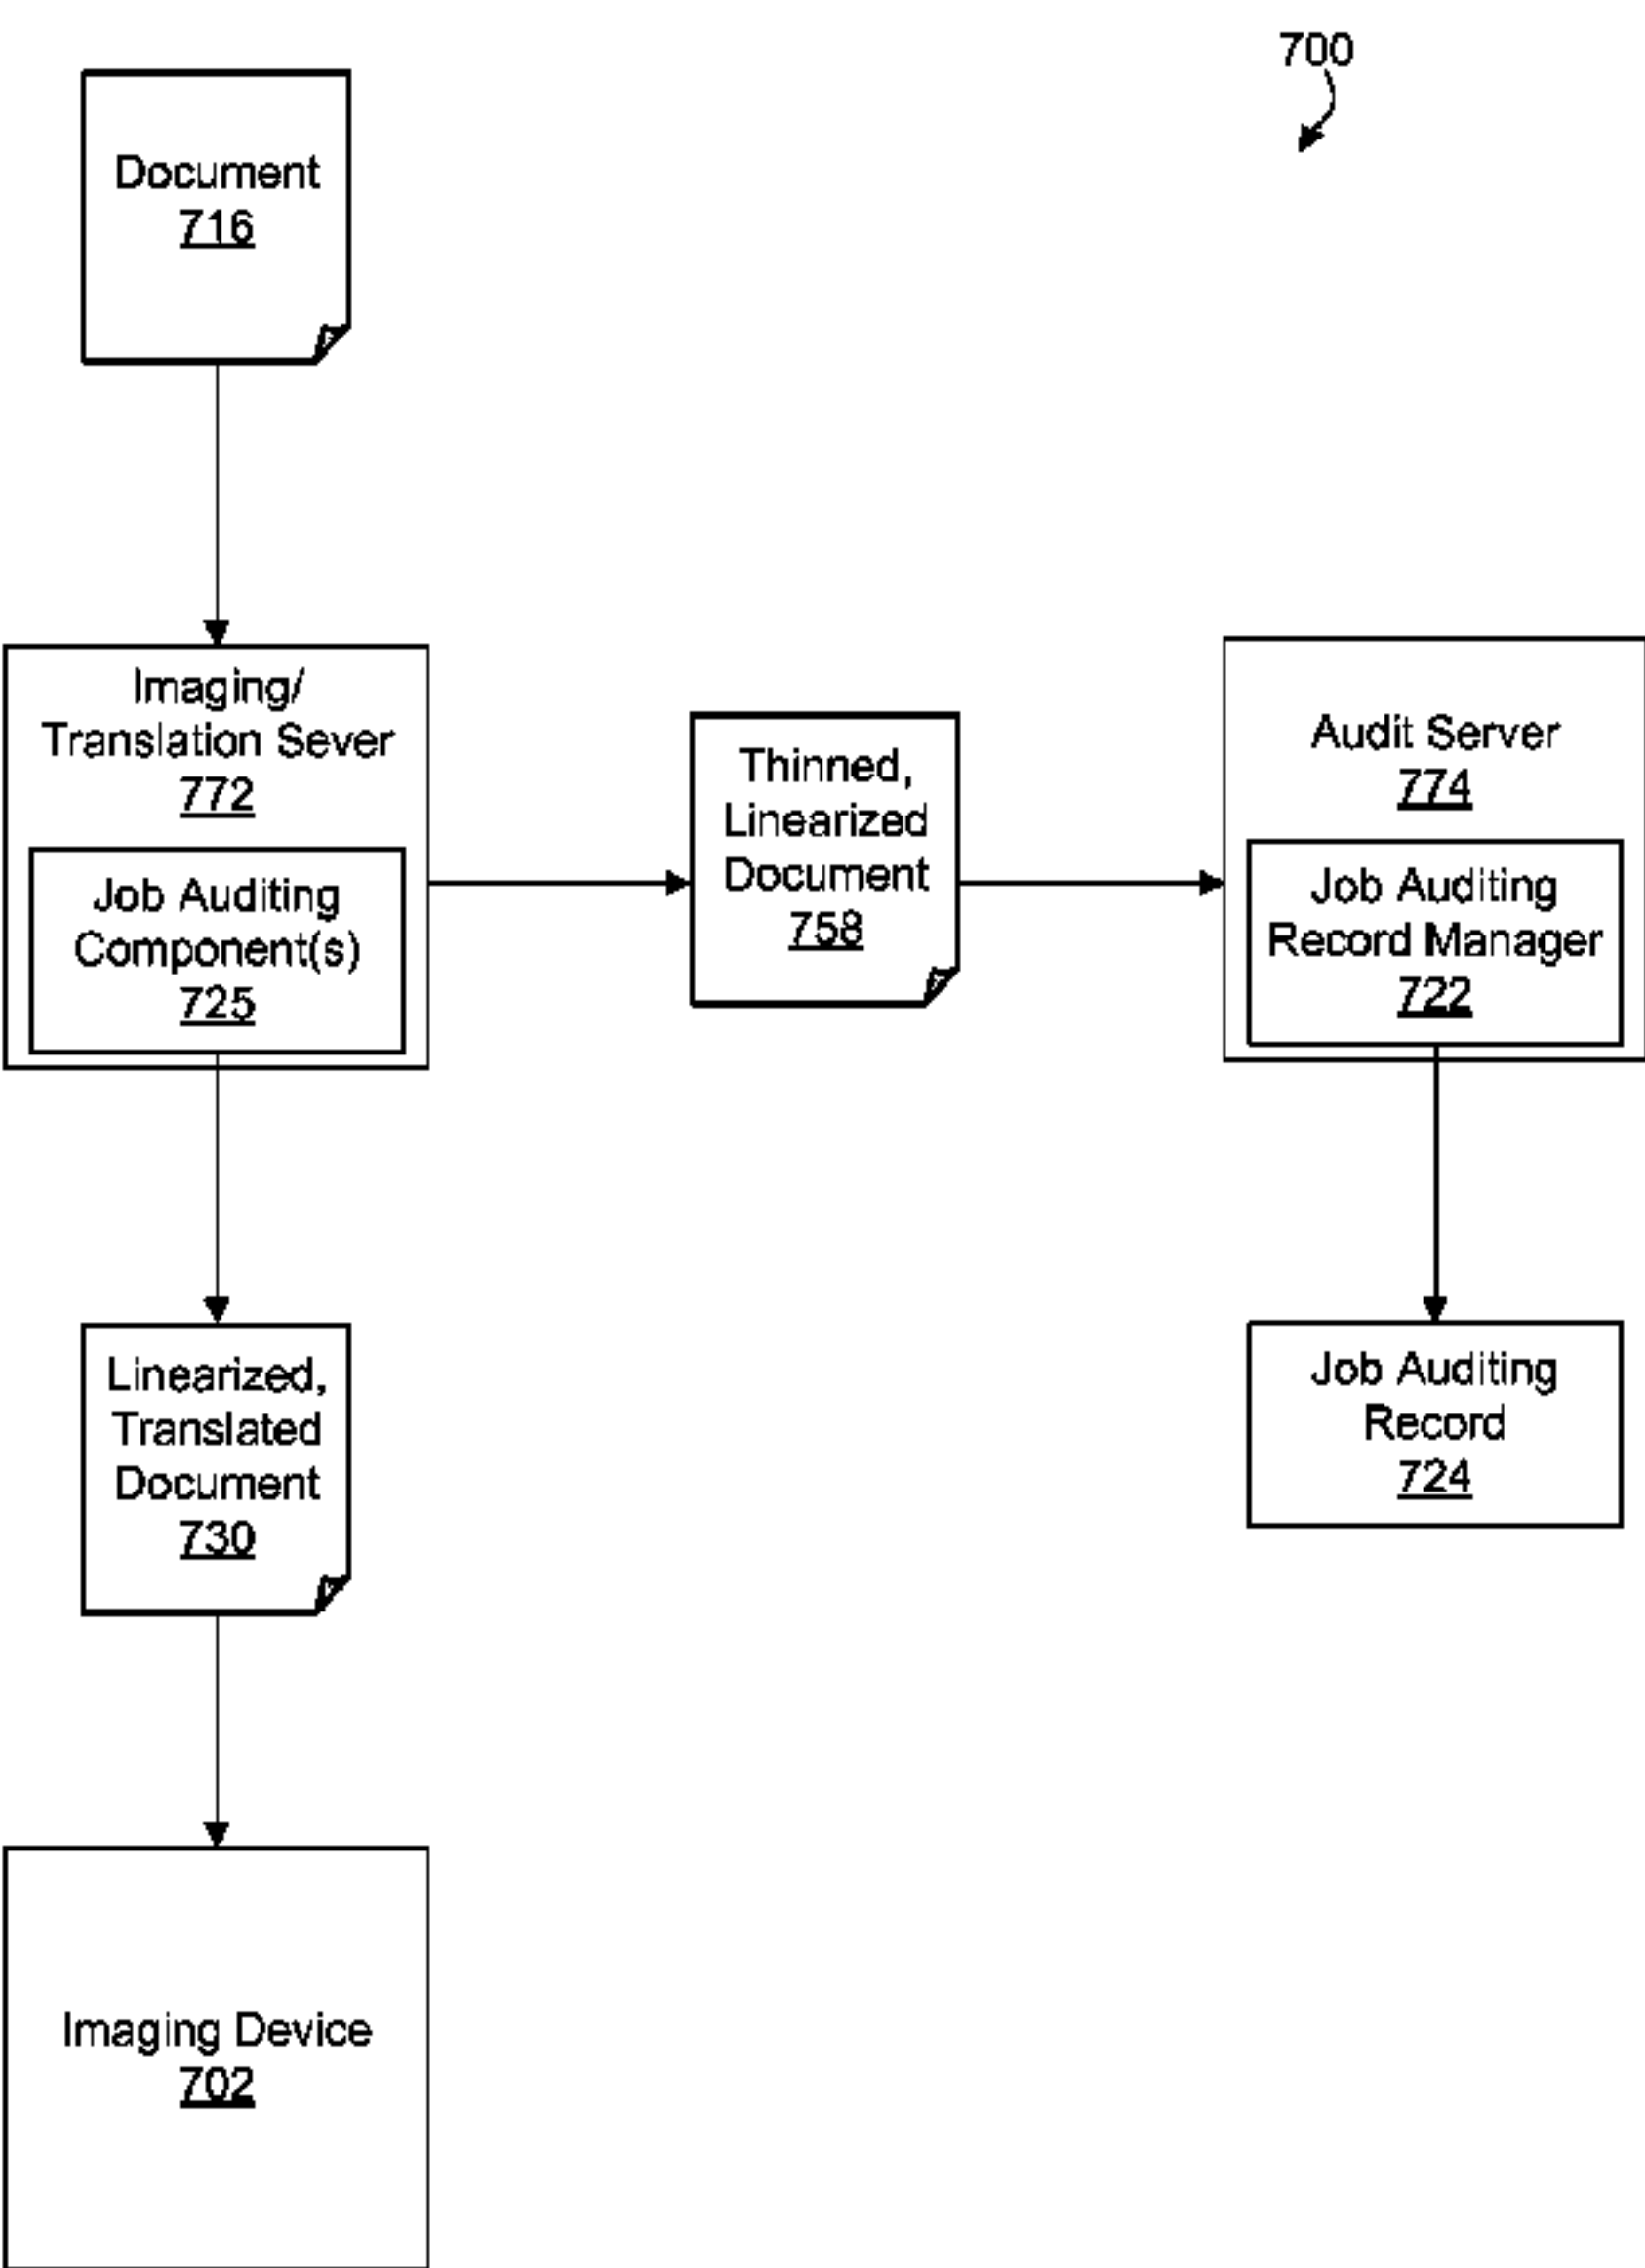 700
Document
716
Imaging/
Translation Sever
772
Job Auditing
Component(s)
725
Thinned,
Linearized
Document
758
Audit Server
774
Job Auditing
Record Manager
722
Linearized,
Translated
Document
730
Job Auditing
Record
724
Imaging Device
702